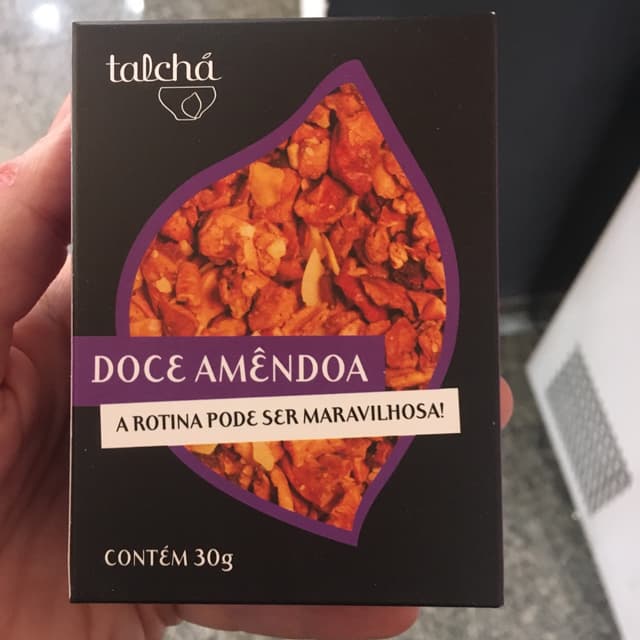 talchá
DOCE AMÊNDOA
A ROTINA PODE SER MARAVILHOSA!
CONTÉM 30g